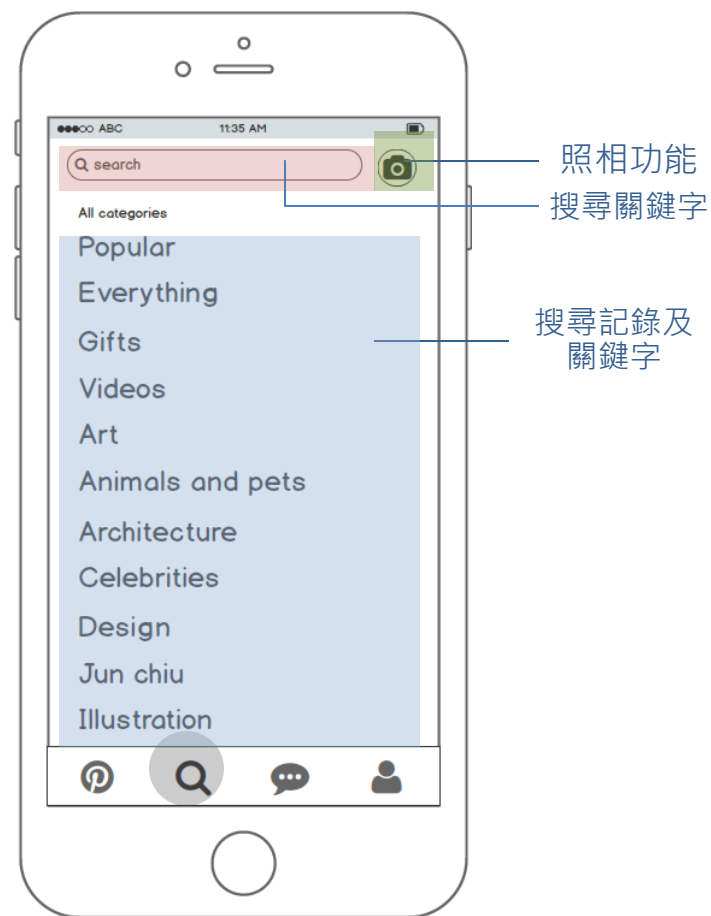 ABC
11:35 AM
search
照相功能
搜尋關鍵字
All categories
Popular
Everything
Gifts
搜尋記錄及
關鍵字
Videos
Art
Animals and pets
Architecture
Celebrities
Design
Jun chiu
Illustration